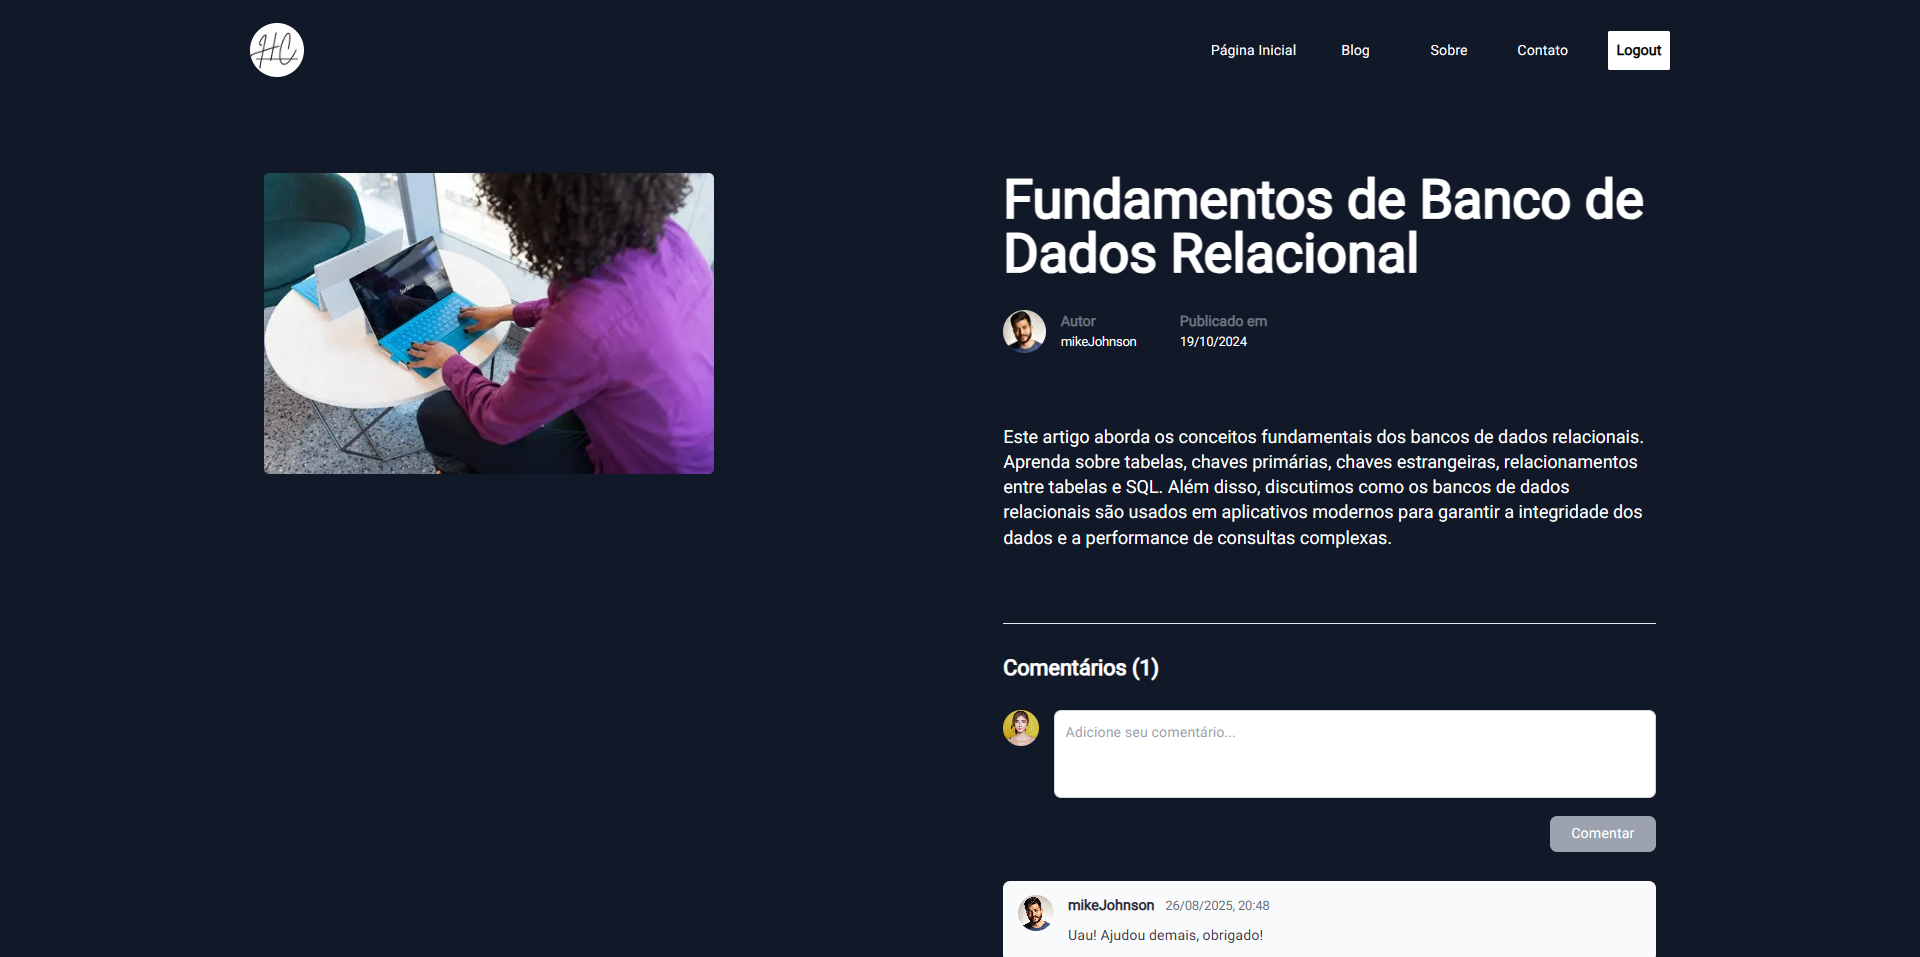 HC
Página Inicial
Blog
Sobre
Contato
Logout
Surface
Fundamentos de Banco de
Dados Relacional
Autor
mikeJohnson
Publicado em
19/10/2024
Este artigo aborda os conceitos fundamentais dos bancos de dados relacionais.
Aprenda sobre tabelas, chaves primárias, chaves estrangeiras, relacionamentos
entre tabelas e SQL. Além disso, discutimos como os bancos de dados
relacionais são usados em aplicativos modernos para garantir a integridade dos
dados e a performance de consultas complexas.
Comentários (1)
Adicione seu comentário...
Comentar
mikeJohnson 26/08/2025, 20:48
Uau! Ajudou demais, obrigado!